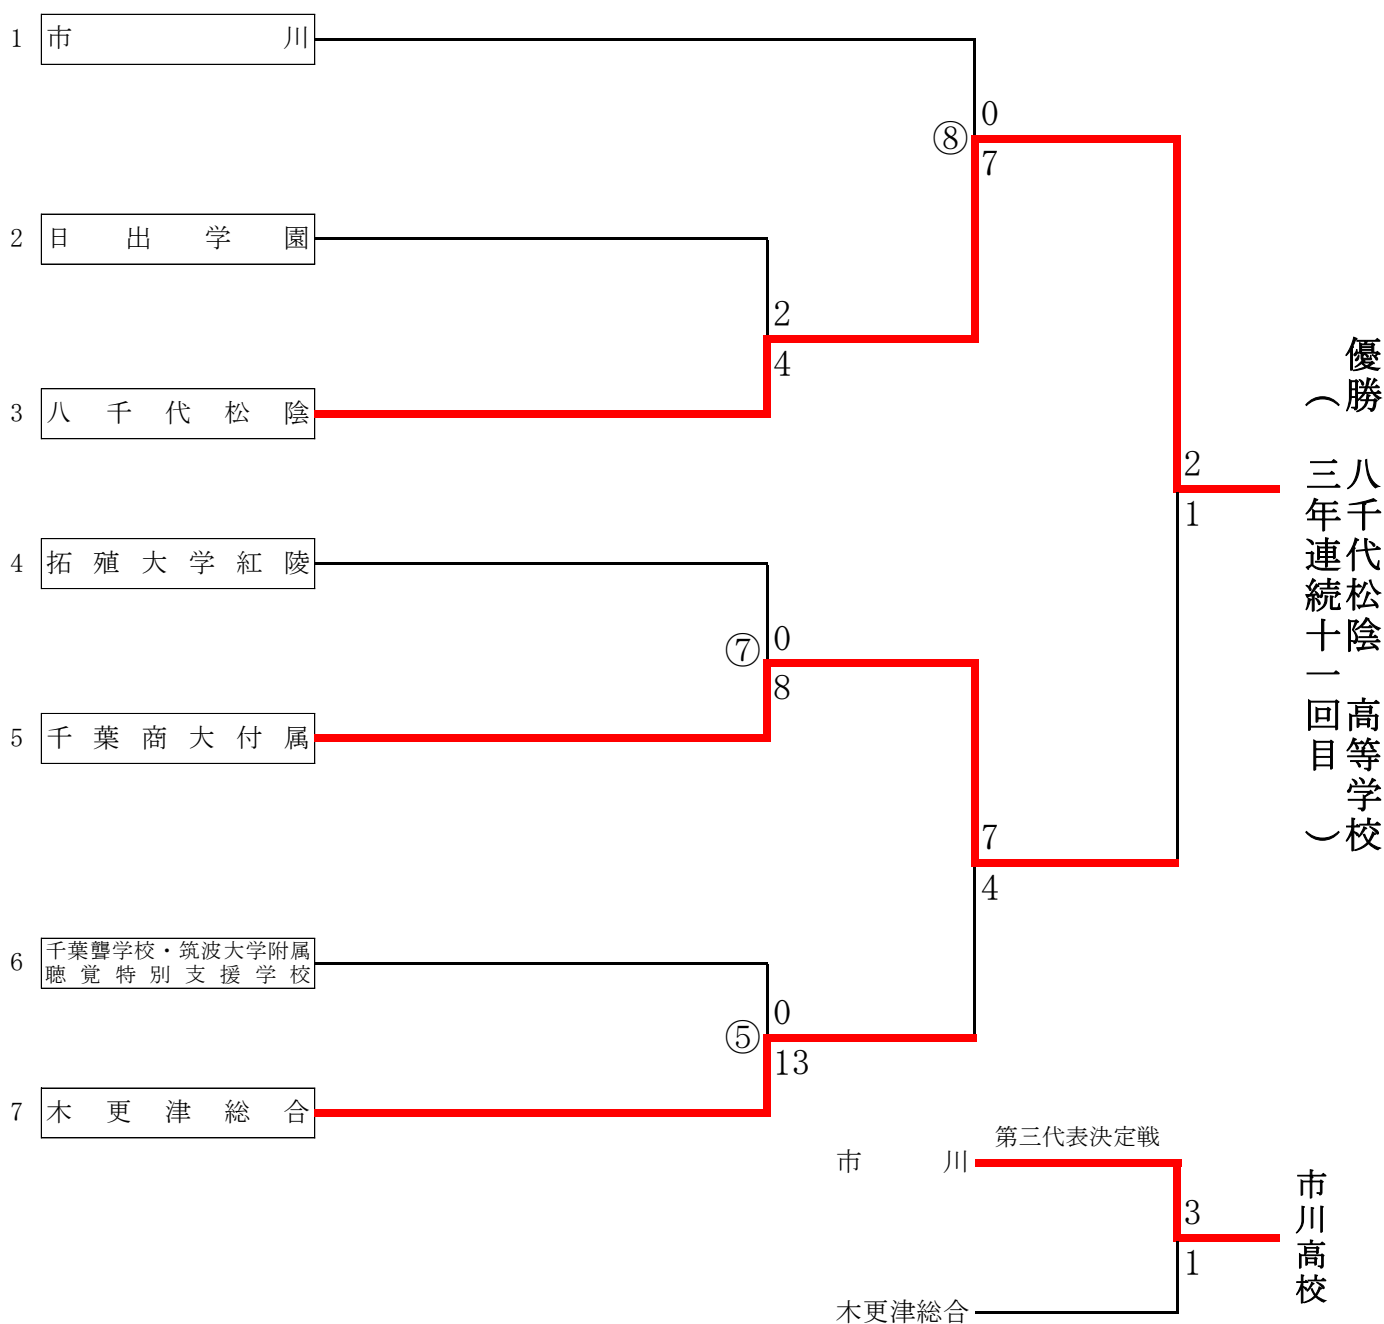 1 市川
0
⑧
7
2 日出学園
2
4
3 八千代松陰
優勝 八千代松陰 高等学校
（ 三年連続十一回目 ）
2
1
4 拓殖大学紅陵
0
⑦
8
5 千葉商大付属
7
4
6 千葉聾学校・筑波大学附属
聴覚特別支援学校
0
⑤
13
7 木更津総合
第三代表決定戦
市川
3
1
木更津総合
市川高校